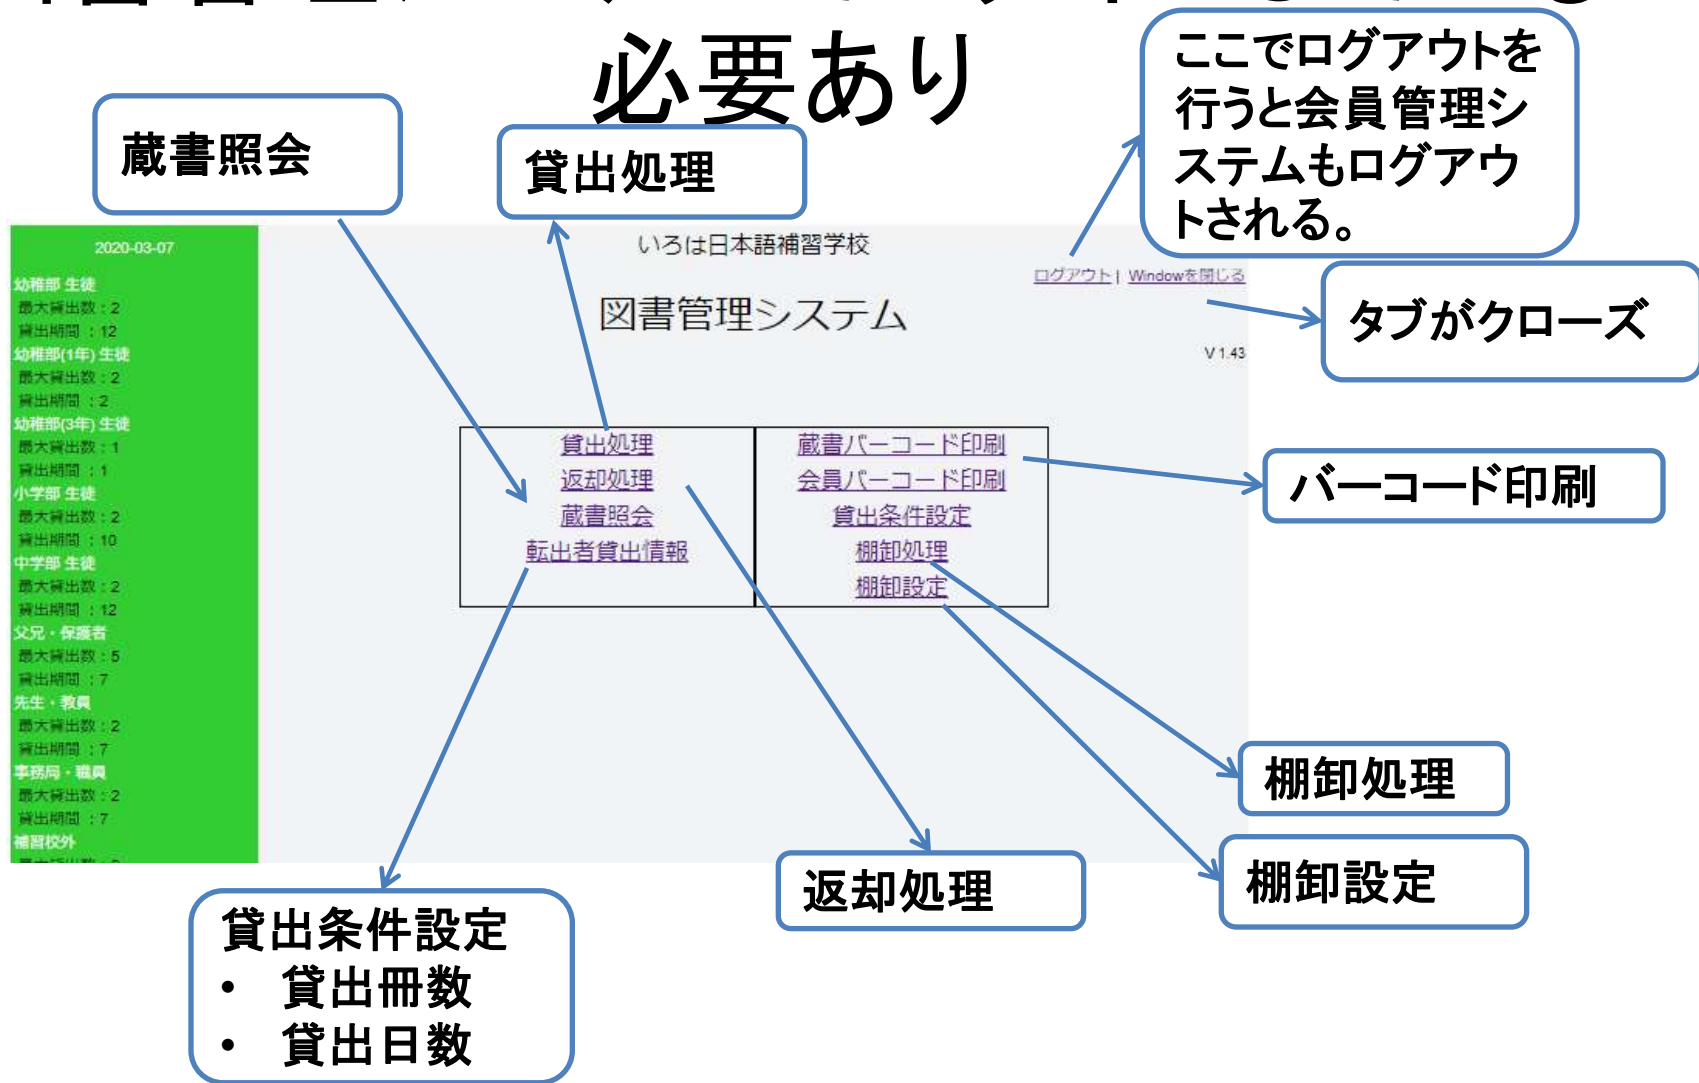 必要あり
ここでログアウトを
行うと会員管理シ
ステムもログアウ
トされる。
蔵書照会
貸出処理
タブがクローズ
2020-03-07
幼稚部 生徒
最大貸出数：2
貸出期間 ：12
幼稚部(1年) 生徒
最大貸出数：2
貸出期間 ：2
幼稚部(3年) 生徒
最大貸出数：1
貸出期間 ：1
小学部 生徒
最大貸出数：2
貸出期間 ：10
中学部 生徒
最大貸出数：2
貸出期間 ：12
父兄・保護者
最大貸出数：5
貸出期間 ：7
先生・教員
最大貸出数：2
貸出期間 ：7
事務局・職員
最大貸出数：2
貸出期間 ：7
補習校外
いろは日本語補習学校
ログアウト | Windowを閉じる
図書管理システム
V 1.43
貸出処理
返却処理
蔵書照会
転出者貸出情報
蔵書バーコード印刷
会員バーコード印刷
貸出条件設定
棚卸処理
棚卸設定
バーコード印刷
棚卸処理
棚卸設定
返却処理
貸出条件設定
• 貸出冊数
• 貸出日数